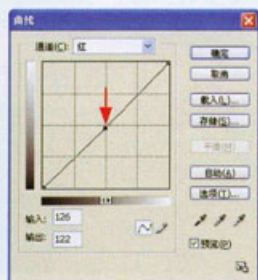 曲线
通道(C): 红
确定
取消
载入(L)...
存储(S)...
平滑(M)
自动(A)
选项(T)...
输入: 126
输出: 122
预览(P)